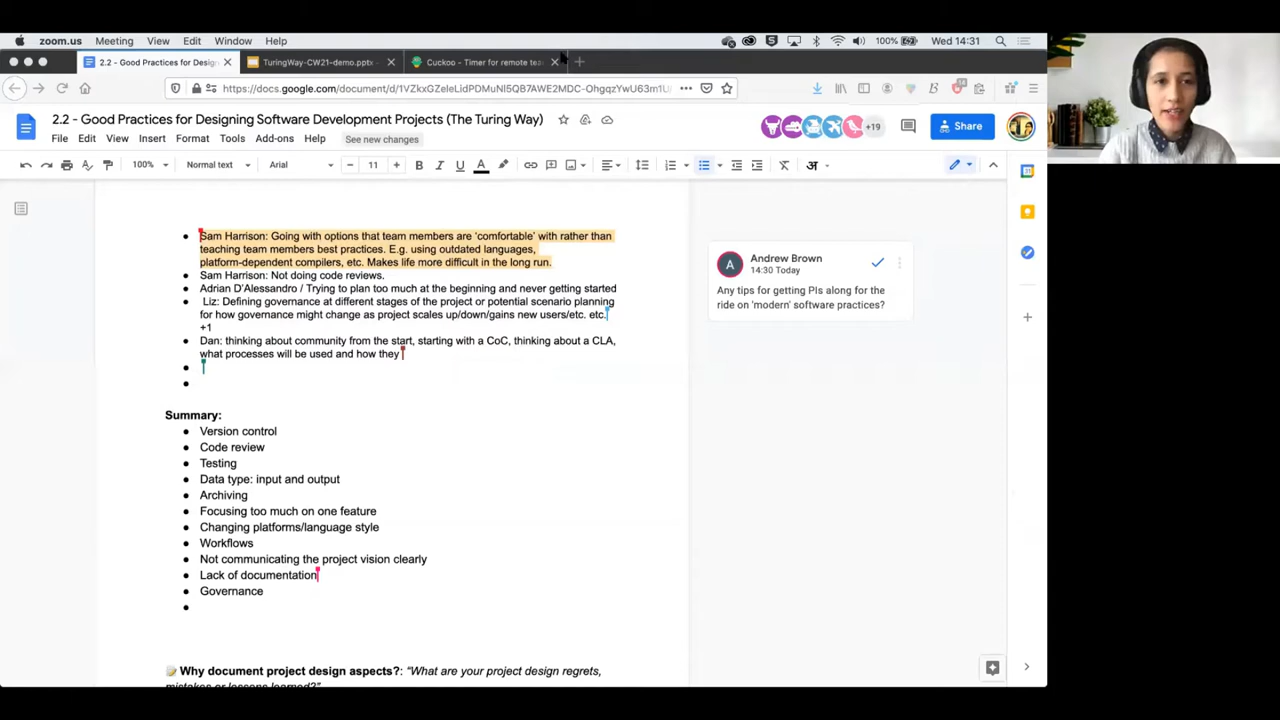 zoom.us Meeting View Edit Window Help 100% Wed 14:31
2.2 - Good Practices for Design TuringWay-CW21-demo.pptx Cuckoo - Timer for remote tea
https://docs.google.com/document/d/1VZkxGZeleLidPDMuNI5QB7AWE2MDC-OhgqzYwU63m1U
2.2 - Good Practices for Designing Software Development Projects (The Turing Way)
+19
Share
File Edit View Insert Format Tools Add-ons Help See new changes
100% Normal text Arial 11 B I U A
Sam Harrison: Going with options that team members are ‘comfortable’ with rather than
teaching team members best practices. E.g. using outdated languages,
platform-dependent compilers, etc. Makes life more difficult in the long run.
Sam Harrison: Not doing code reviews.
Adrian D’Alessandro / Trying to plan too much at the beginning and never getting started
Liz: Defining governance at different stages of the project or potential scenario planning
for how governance might change as project scales up/down/gains new users/etc. etc.
+1
Dan: thinking about community from the start, starting with a CoC, thinking about a CLA,
what processes will be used and how they
A
Andrew Brown
14:30 Today
Any tips for getting PIs along for the
ride on 'modern' software practices?
Summary:
Version control
Code review
Testing
Data type: input and output
Archiving
Focusing too much on one feature
Changing platforms/language style
Workflows
Not communicating the project vision clearly
Lack of documentation
Governance
Why document project design aspects?: “What are your project design regrets,
mistakes or lessons learned?”